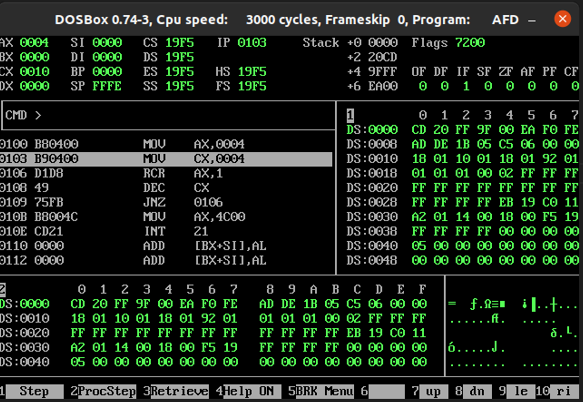 DOSBox 0.74-3, Cpu speed: 3000 cycles, Frameskip 0, Program: AFD
AX 0004 SI 0000 CS 19F5 IP 0103 Stack +0 0000 Flags 7200
BX 0000 DI 0000 DS 19F5 +2 20CD
CX 0010 BP 0000 ES 19F5 HS 19F5 +4 9FFF OF DF IF SF ZF AF PF CF
DX 0000 SP FFFE SS 19F5 FS 19F5 +6 EA00 0 0 1 0 0 0 0 0
CMD >
1 0 1 2 3 4 5 6 7
DS:0000 CD 20 FF 9F 00 EA F0 FE
0100 B80400 MOV AX,0004 DS:0008 AD DE 1B 05 C5 06 00 00
0103 B90400 MOV CX,0004 DS:0010 18 01 10 01 18 01 92 01
0106 D1D8 RCR AX,1 DS:0018 01 01 01 00 02 FF FF FF
0108 49 DEC CX DS:0020 FF FF FF FF FF FF FF FF
0109 75FB JNZ 0106 DS:0028 FF FF FF FF EB 19 C0 11
010B B8004C MOV AX,4C00 DS:0030 A2 01 14 00 18 00 F5 19
010E CD21 INT 21 DS:0038 FF FF FF FF 00 00 00 00
0110 0000 ADD [BX+SI],AL DS:0040 05 00 00 00 00 00 00 00
0112 0000 ADD [BX+SI],AL DS:0048 00 00 00 00 00 00 00 00
2 0 1 2 3 4 5 6 7 8 9 A B C D E F
DS:0000 CD 20 FF 9F 00 EA F0 FE AD DE 1B 05 C5 06 00 00
DS:0010 18 01 10 01 18 01 92 01 01 01 01 00 02 FF FF FF
DS:0020 FF FF FF FF FF FF FF FF FF FF FF FF EB 19 C0 11
DS:0030 A2 01 14 00 18 00 F5 19 FF FF FF FF 00 00 00 00
DS:0040 05 00 00 00 00 00 00 00 00 00 00 00 00 00 00 00
1 Step 2ProcStep 3Retrieve 4Help ON 5BRK Menu 6 7 up 8 dn 9 le 10 ri